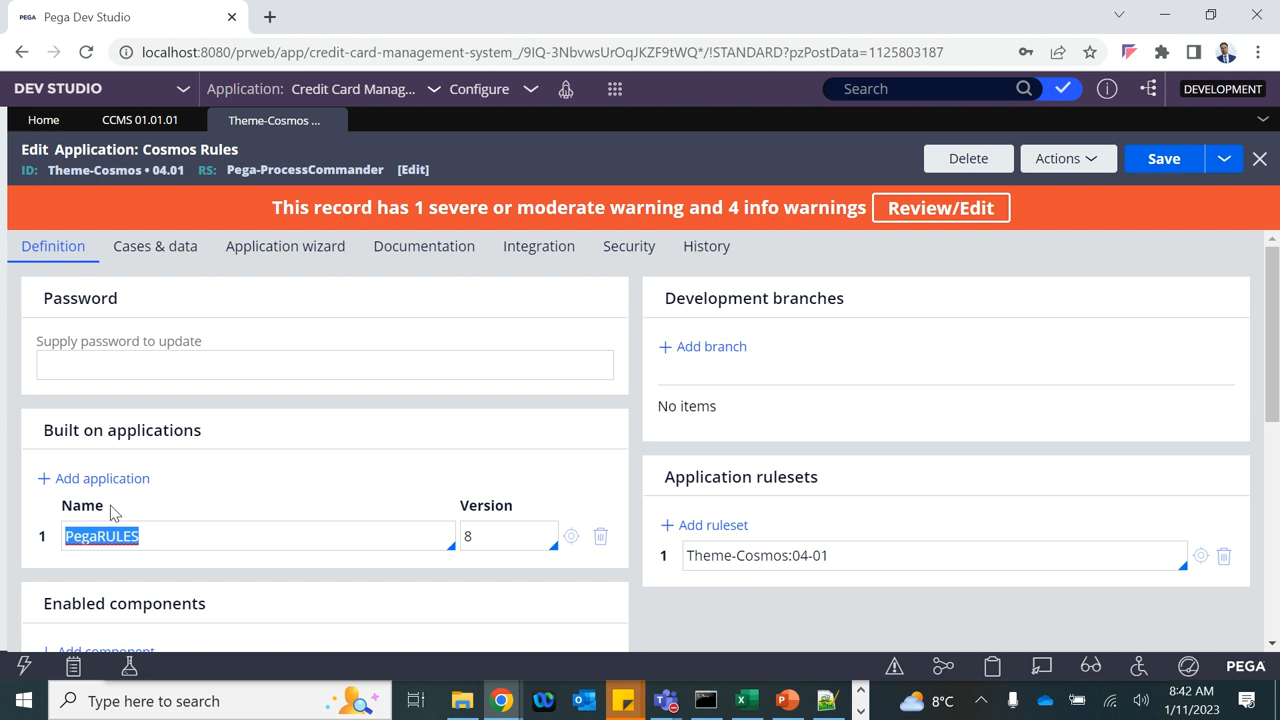 PEGA Pega Dev Studio
localhost:8080/prweb/app/credit-card-management-system_/9IQ-3NbvwsUrOqJKZF9tWQ*/!STANDARD?pzPostData=1125803187
DEV STUDIO Application: Credit Card Manag... Configure Search DEVELOPMENT
Home CCMS 01.01.01 Theme-Cosmos ...
Edit Application: Cosmos Rules
ID: Theme-Cosmos • 04.01 RS: Pega-ProcessCommander [Edit]
Delete Actions Save
This record has 1 severe or moderate warning and 4 info warnings Review/Edit
Definition Cases & data Application wizard Documentation Integration Security History
Password
Supply password to update
Built on applications
+ Add application
Name Version
1 PegaRULES 8
Enabled components
+ Add component
Development branches
+ Add branch
No items
Application rulesets
+ Add ruleset
1 Theme-Cosmos:04-01
PEGA
Type here to search
8°C
8:42 AM
1/11/2023